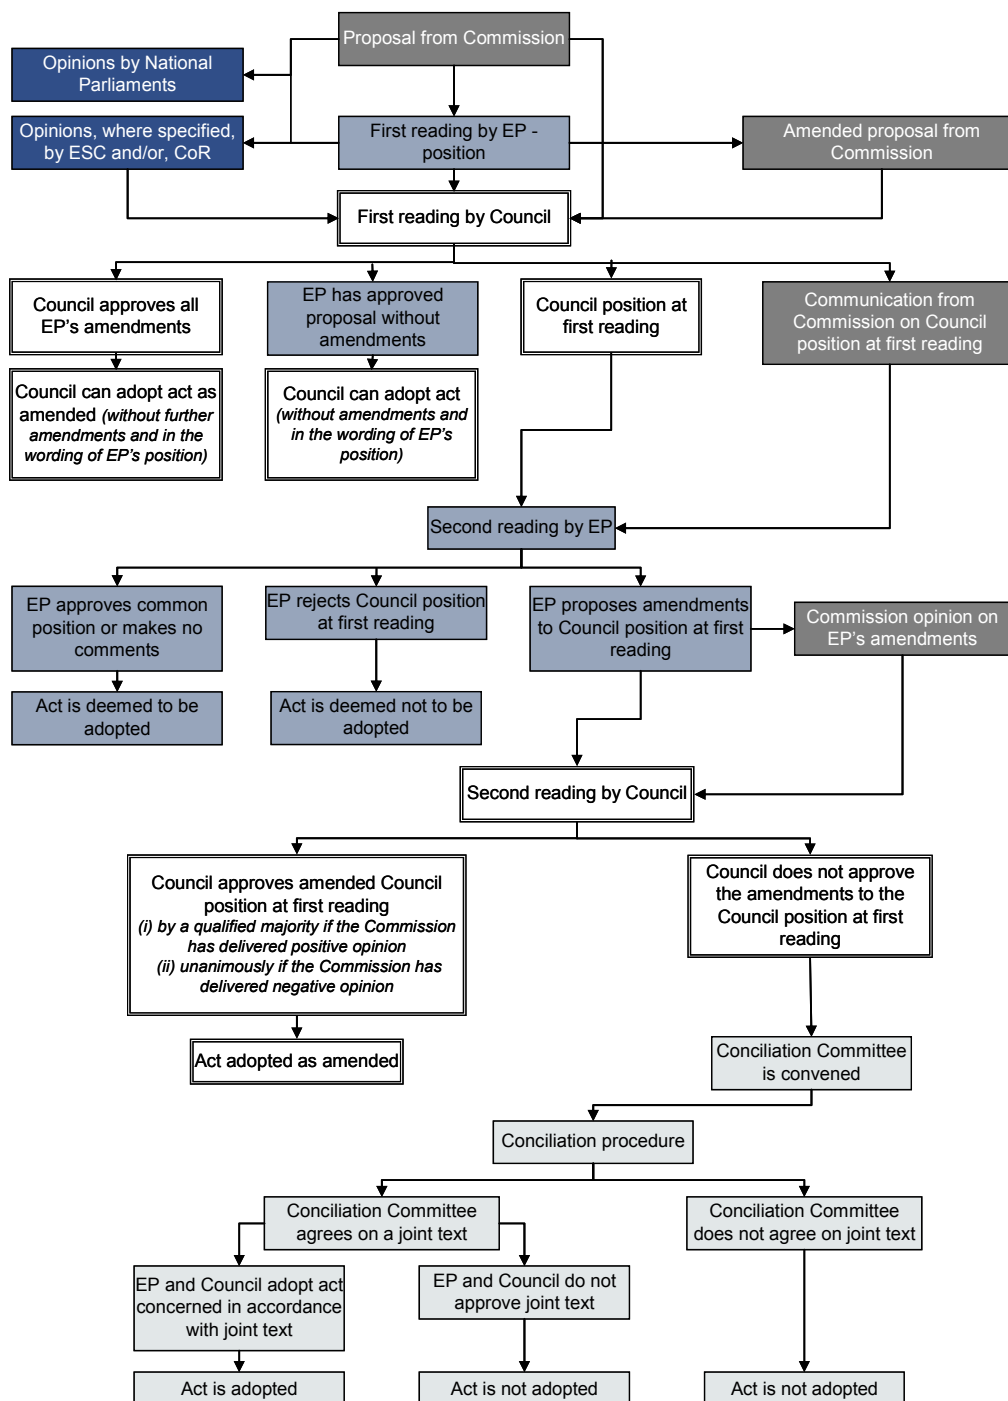 Proposal from Commission
Opinions by National
Parliaments
Opinions, where specified,
by ESC and/or, CoR
First reading by EP -
position
Amended proposal from
Commission
First reading by Council
Council approves all
EP's amendments
EP has approved
proposal without
amendments
Council position at
first reading
Communication from
Commission on Council
position at first reading
Council can adopt act as
amended (without further
amendments and in the
wording of EP's position)
Council can adopt act
(without amendments and
in the wording of EP's
position)
Second reading by EP
EP approves common
position or makes no
comments
EP rejects Council position
at first reading
EP proposes amendments
to Council position at first
reading
Commission opinion on
EP's amendments
Act is deemed to be
adopted
Act is deemed not to be
adopted
Second reading by Council
Council approves amended Council
position at first reading
(i) by a qualified majority if the Commission
has delivered positive opinion
(ii) unanimously if the Commission has
delivered negative opinion
Council does not approve
the amendments to the
Council position at first
reading
Act adopted as amended
Conciliation Committee
is convened
Conciliation procedure
Conciliation Committee
agrees on a joint text
Conciliation Committee
does not agree on joint text
EP and Council adopt act
concerned in accordance
with joint text
EP and Council do not
approve joint text
Act is adopted
Act is not adopted
Act is not adopted